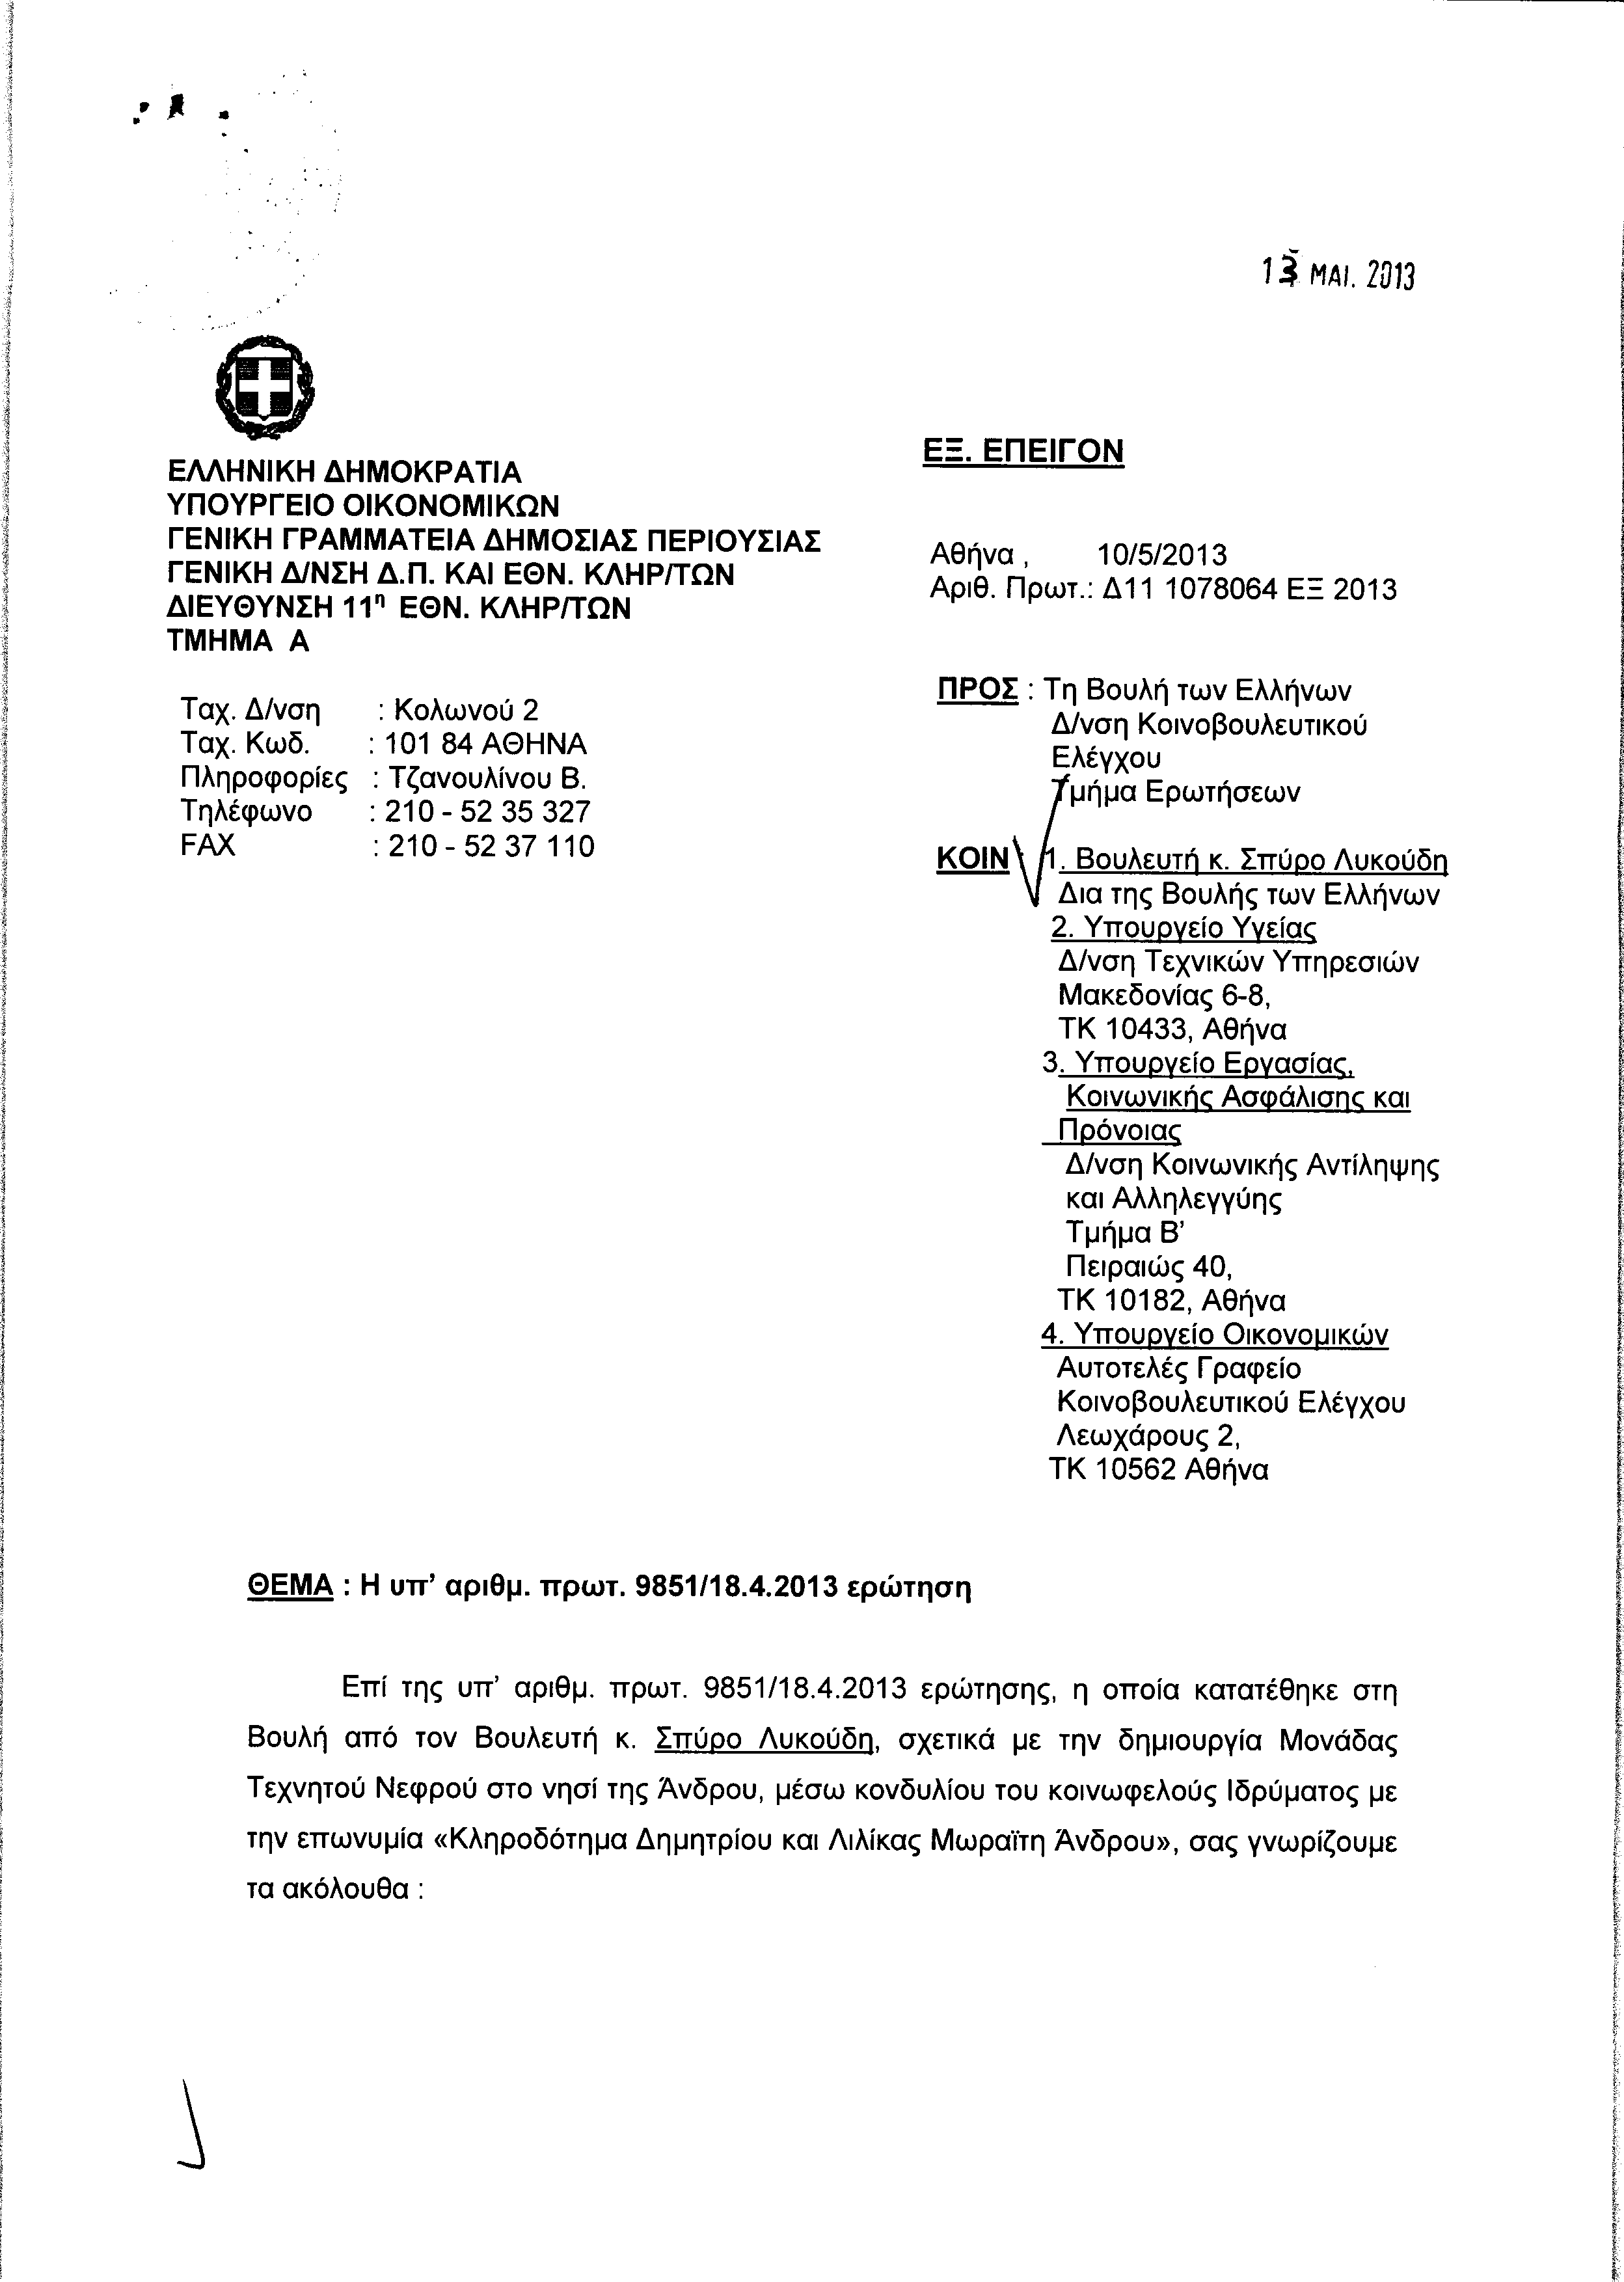 13 ΜΑΙ. 2013
ΕΛΛΗΝΙΚΗ ΔΗΜΟΚΡΑΤΙΑ
ΥΠΟΥΡΓΕΙΟ ΟΙΚΟΝΟΜΙΚΩΝ
ΓΕΝΙΚΗ ΓΡΑΜΜΑΤΕΙΑ ΔΗΜΟΣΙΑΣ ΠΕΡΙΟΥΣΙΑΣ
ΓΕΝΙΚΗ Δ/ΝΣΗ Δ.Π. ΚΑΙ ΕΘΝ. ΚΛΗΡ/ΤΩΝ
ΔΙΕΥΘΥΝΣΗ 11η ΕΘΝ. ΚΛΗΡ/ΤΩΝ
ΤΜΗΜΑ Α
Ταχ. Δ/νση : Κολωνού 2
Ταχ. Κωδ. : 101 84 ΑΘΗΝΑ
Πληροφορίες : Τζανουλίνου Β.
Τηλέφωνο : 210 - 52 35 327
FAX : 210 - 52 37 110
ΕΞ. ΕΠΕΙΓΟΝ
Αθήνα , 10/5/2013
Αριθ. Πρωτ.: Δ11 1078064 ΕΞ 2013
ΠΡΟΣ : Τη Βουλή των Ελλήνων
Δ/νση Κοινοβουλευτικού
Ελέγχου
Τμήμα Ερωτήσεων
ΚΟΙΝ 1. Βουλευτή κ. Σπύρο Λυκούδη
Δια της Βουλής των Ελλήνων
2. Υπουργείο Υγείας
Δ/νση Τεχνικών Υπηρεσιών
Μακεδονίας 6-8,
ΤΚ 10433, Αθήνα
3. Υπουργείο Εργασίας,
Κοινωνικής Ασφάλισης και
Πρόνοιας
Δ/νση Κοινωνικής Αντίληψης
και Αλληλεγγύης
Τμήμα Β’
Πειραιώς 40,
ΤΚ 10182, Αθήνα
4. Υπουργείο Οικονομικών
Αυτοτελές Γραφείο
Κοινοβουλευτικού Ελέγχου
Λεωχάρους 2,
ΤΚ 10562 Αθήνα
ΘΕΜΑ : Η υπ’ αριθμ. πρωτ. 9851/18.4.2013 ερώτηση
Επί της υπ’ αριθμ. πρωτ. 9851/18.4.2013 ερώτησης, η οποία κατατέθηκε στη
Βουλή από τον Βουλευτή κ. Σπύρο Λυκούδη, σχετικά με την δημιουργία Μονάδας
Τεχνητού Νεφρού στο νησί της Άνδρου, μέσω κονδυλίου του κοινωφελούς Ιδρύματος με
την επωνυμία «Κληροδότημα Δημητρίου και Λιλίκας Μωραϊτη Άνδρου», σας γνωρίζουμε
τα ακόλουθα :